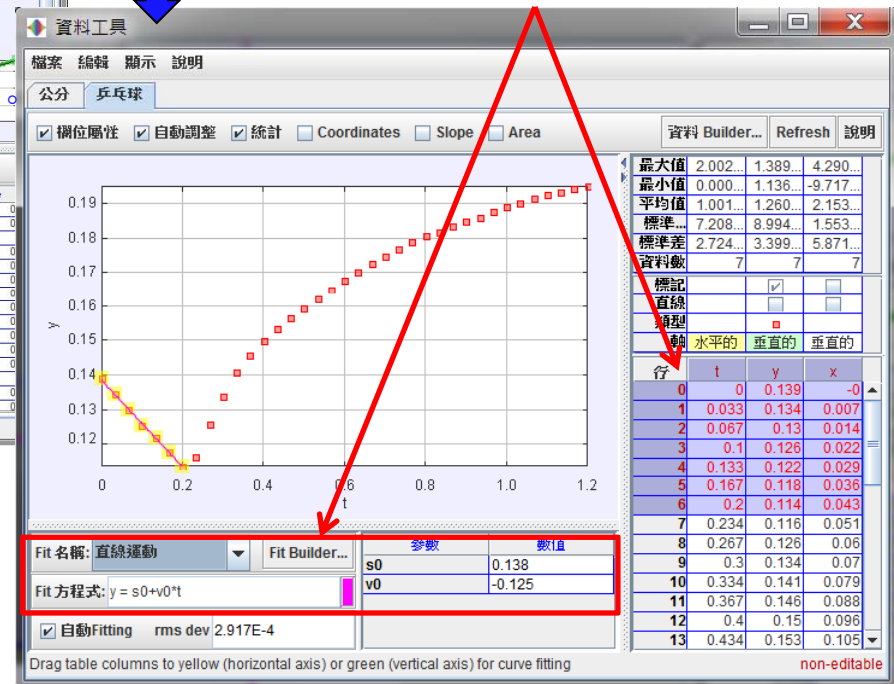 資料工具
檔案 編輯 顯示 說明
公分 乒乓球
欄位屬性 自動調整 統計 Coordinates Slope Area 資料 Builder... Refresh 說明
最大值 2.002... 1.389... 4.290...
最小值 0.000... 1.136... -9.717...
平均值 1.001... 1.260... 2.153...
標準... 7.208... 8.994... 1.553...
標準差 2.724... 3.399... 5.871...
資料數 7 7 7
標記
直線
類型
軸 水平的 垂直的 垂直的
行 t y x
0 0 0.139 -0
1 0.033 0.134 0.007
2 0.067 0.13 0.014
3 0.1 0.126 0.022
4 0.133 0.122 0.029
5 0.167 0.118 0.036
6 0.2 0.114 0.043
7 0.234 0.116 0.051
8 0.267 0.126 0.06
9 0.3 0.134 0.07
10 0.334 0.141 0.079
11 0.367 0.146 0.088
12 0.4 0.15 0.096
13 0.434 0.153 0.105
0.19
0.18
0.17
0.16
y
0.15
0.14
0.13
0.12
0 0.2 0.4 0.6 0.8 1.0 1.2
t
Fit 名稱: 直線運動 Fit Builder...
Fit 方程式: y = s0+v0*t
參數 數值
s0 0.138
v0 -0.125
自動Fitting rms dev 2.917E-4
Drag table columns to yellow (horizontal axis) or green (vertical axis) for curve fitting non-editable